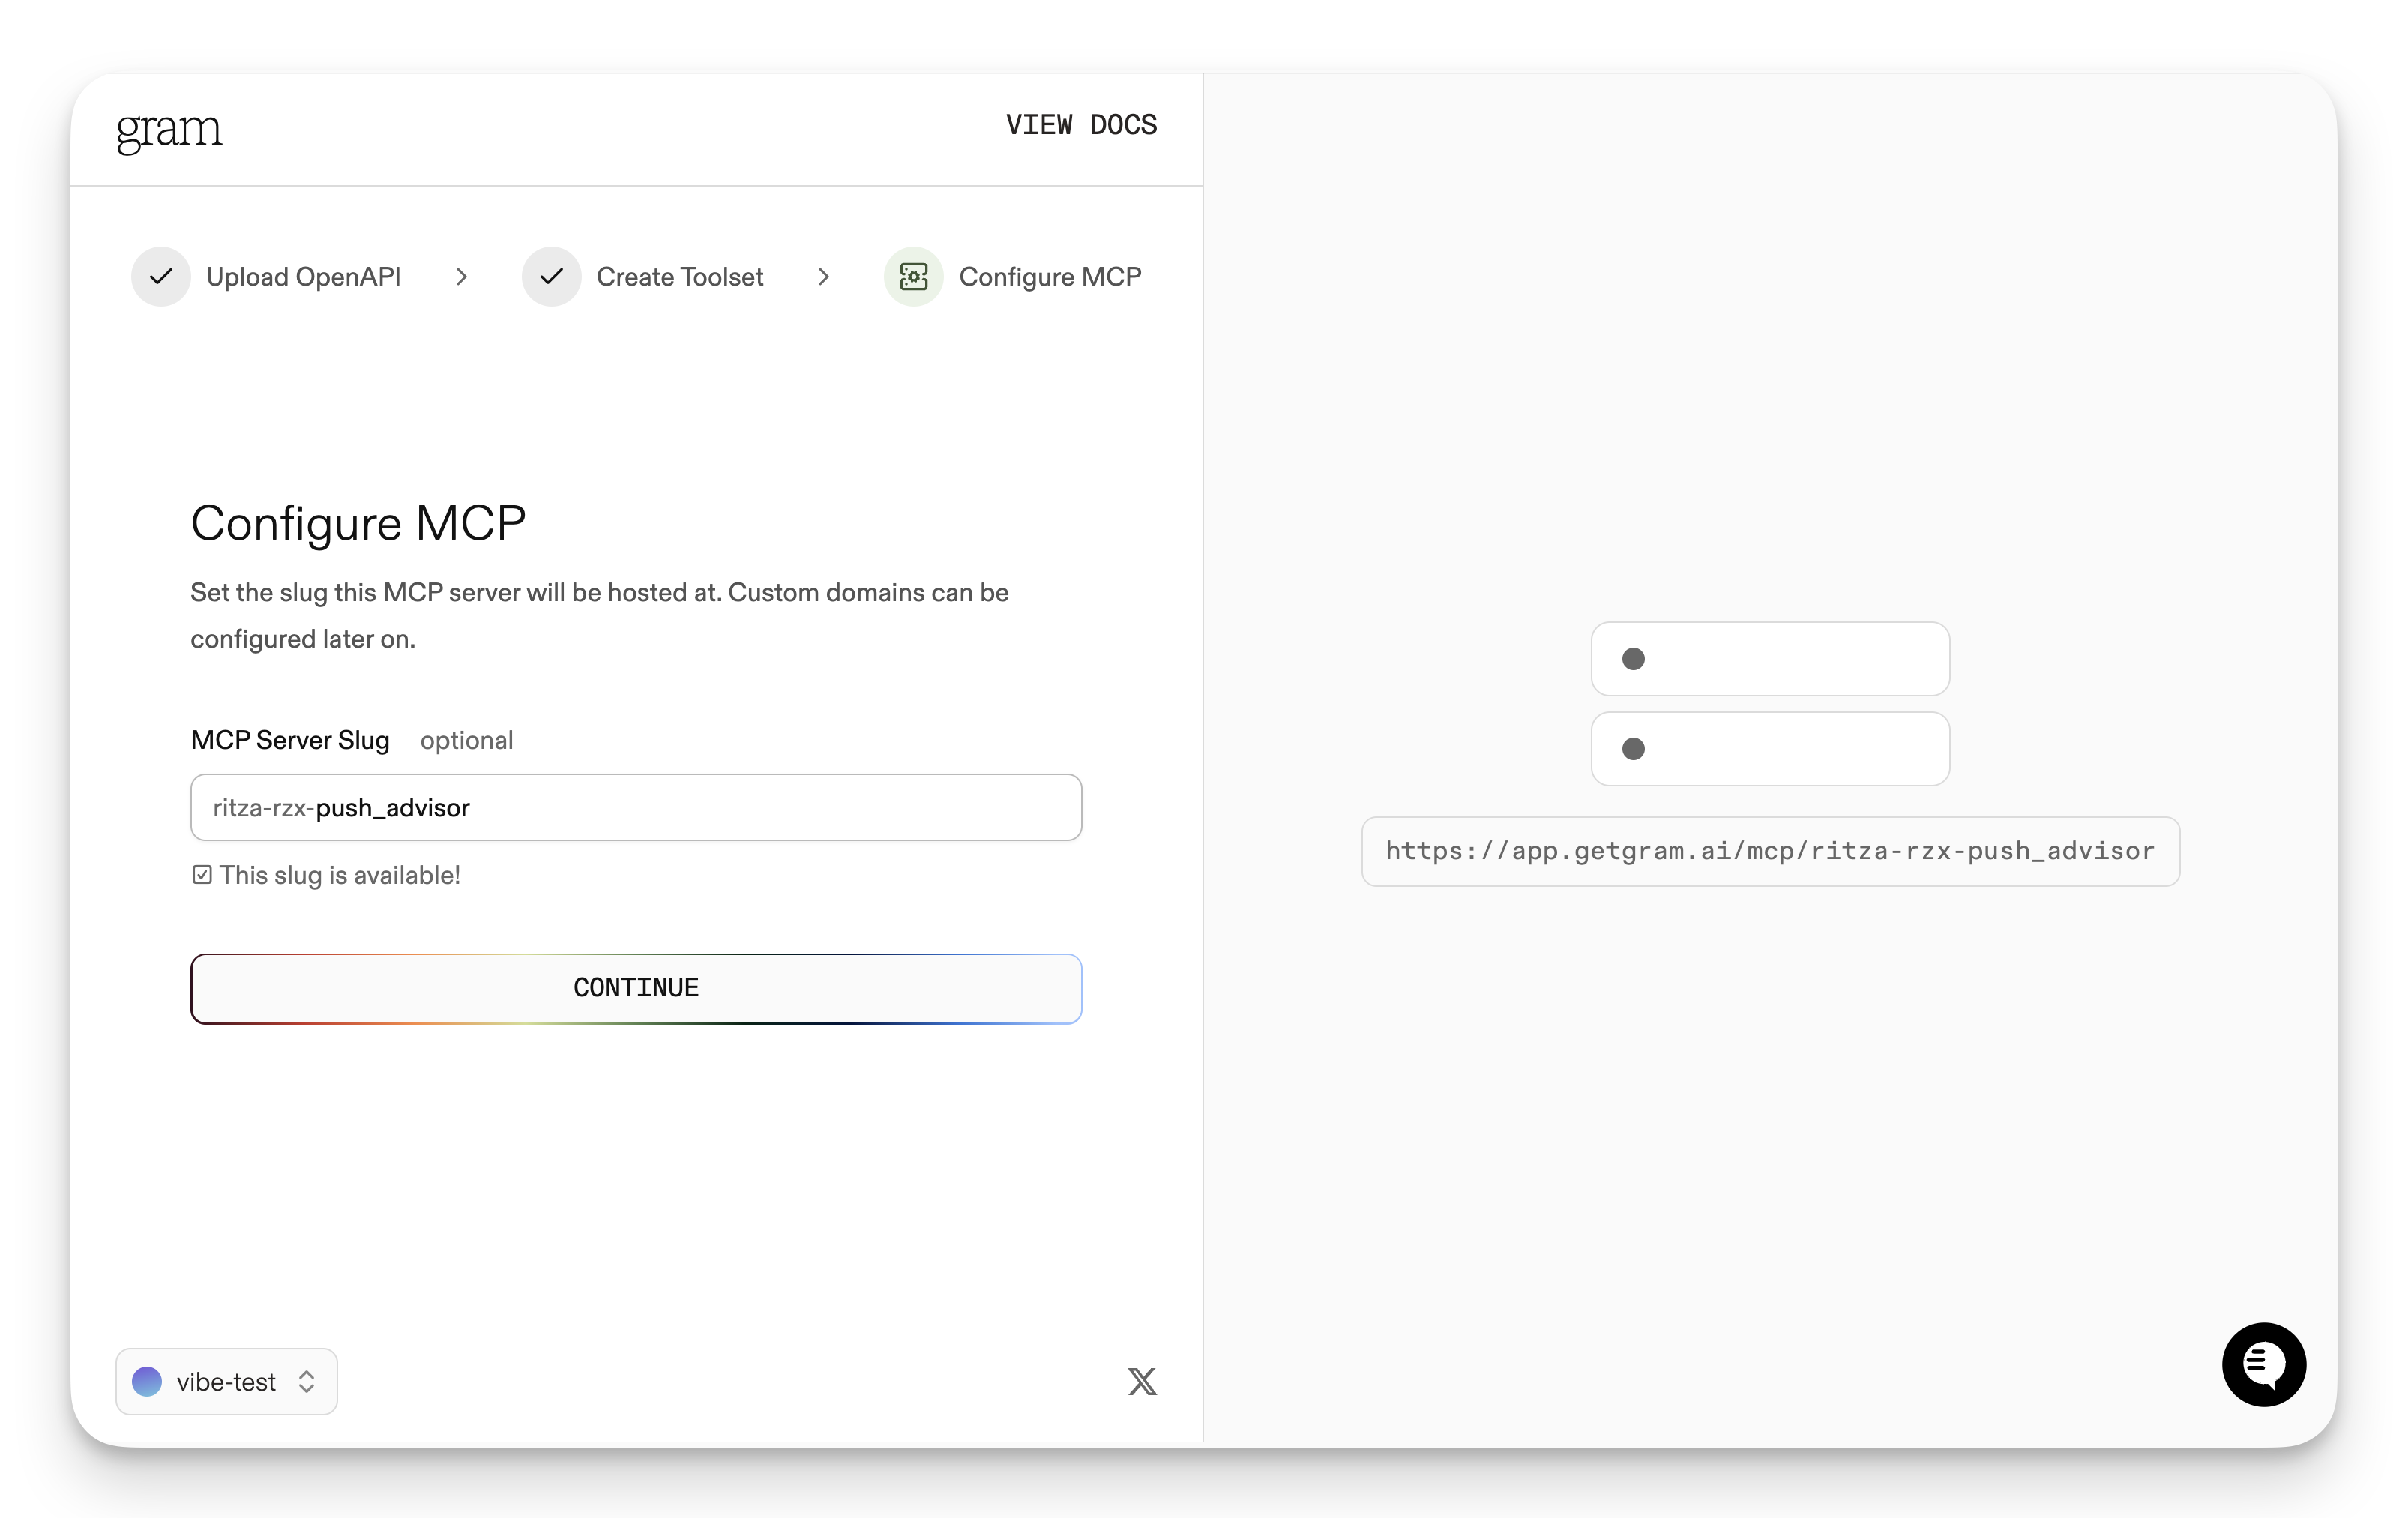 gram
VIEW DOCS
Upload OpenAPI
Create Toolset
Configure MCP
Configure MCP
Set the slug this MCP server will be hosted at. Custom domains can be
configured later on.
MCP Server Slug optional
ritza-rzx-push_advisor
This slug is available!
CONTINUE
https://app.getgram.ai/mcp/ritza-rzx-push_advisor
vibe-test